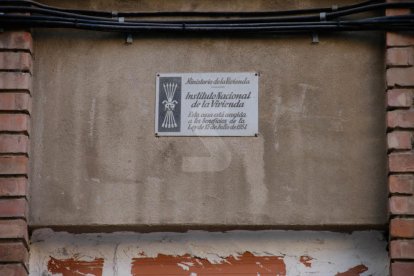 Ministerio de la Vivienda
Instituto Nacional
de la Vivienda
Esta casa está acogida
a los beneficios de la
Ley de 15 de Julio de 1954